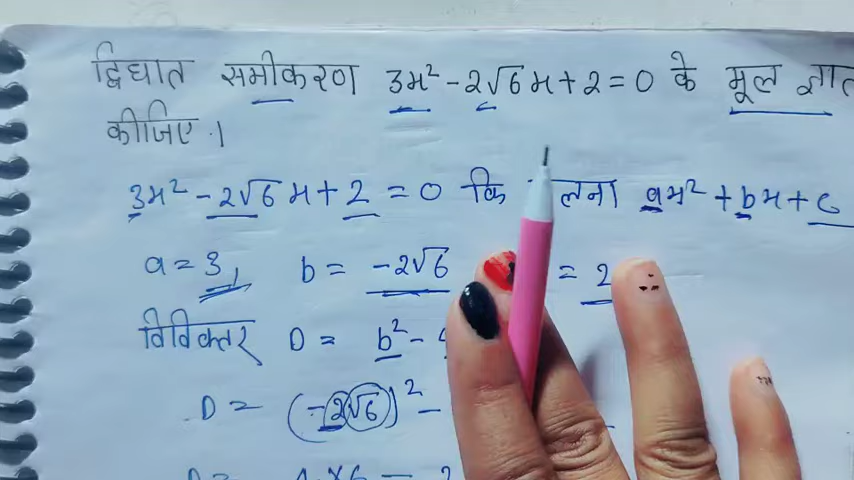 द्विघात समीकरण 3x² - 2√6x + 2 = 0 के मूल ज्ञात
कीजिए।
3x² - 2√6x + 2 = 0 कि लना ax² + bx + c
a = 3, b = -2√6 = 2
विविक्तर D = b² -
D = (-2√6)² -